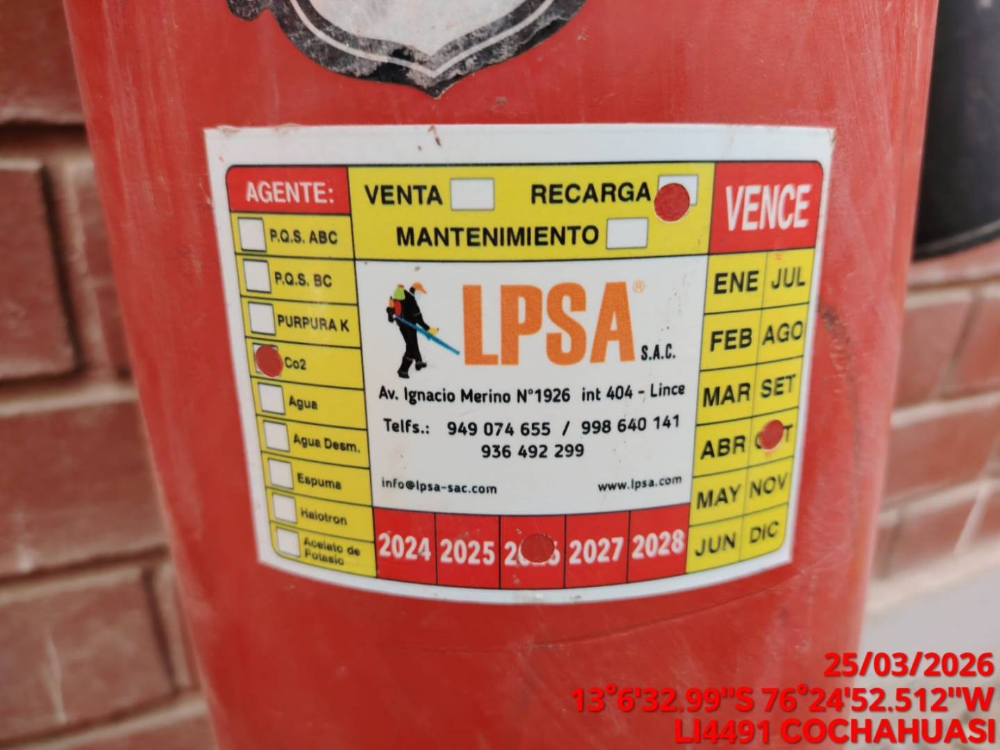 AGENTE:
P.Q.S. ABC
P.Q.S. BC
PURPURA K
Co2
Agua
Agua Desm.
Espuma
Halotron
Acelato de
Potasio
VENTA RECARGA
MANTENIMIENTO
LPSA®
S.A.C.
Av. Ignacio Merino N°1926 int 404 - Lince
Telfs.: 949 074 655 / 998 640 141
936 492 299
info@lpsa-sac.com www.lpsa.com
2024 2025 2027 2028
VENCE
ENE JUL
FEB AGO
MAR SET
ABR
MAY NOV
JUN DIC
25/03/2026
13°6'32.99"S 76°24'52.512"W
LI4491 COCHAHUASI